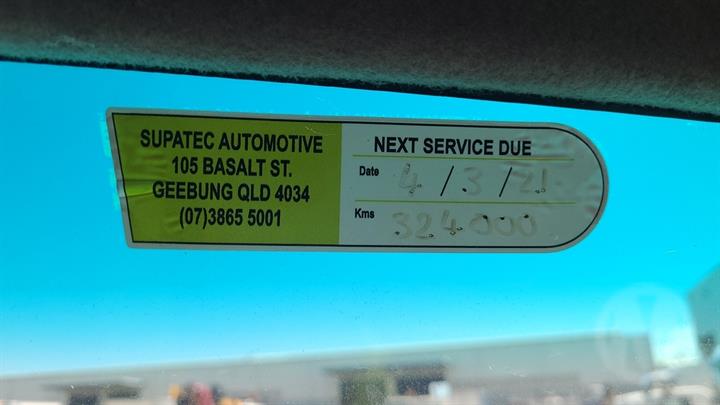 SUPATEC AUTOMOTIVE
105 BASALT ST.
GEEBUNG QLD 4034
(07)3865 5001
NEXT SERVICE DUE
Date 4/3/21
Kms 324000